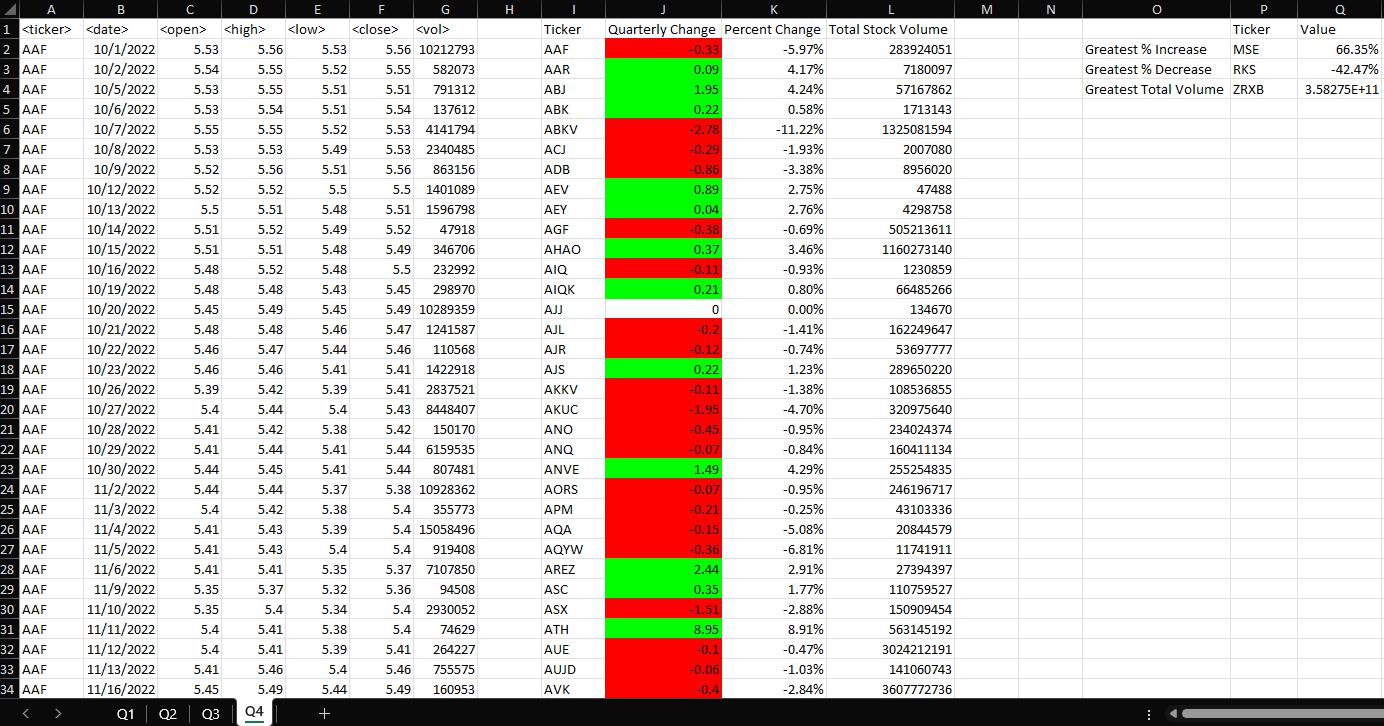 A B C D E F G H I J K L M N O P Q
1 <ticker> <date> <open> <high> <low> <close> <vol> Ticker Quarterly Change Percent Change Total Stock Volume Ticker Value
2 AAF 10/1/2022 5.53 5.56 5.53 5.56 10212793 AAF -0.33 -5.97% 283924051 Greatest % Increase MSE 66.35%
3 AAF 10/2/2022 5.54 5.55 5.52 5.55 582073 AAR 0.09 4.17% 7180097 Greatest % Decrease RKS -42.47%
4 AAF 10/5/2022 5.53 5.55 5.51 5.51 791312 ABJ 1.95 4.24% 57167862 Greatest Total Volume ZRXB 3.58275E+11
5 AAF 10/6/2022 5.53 5.54 5.51 5.54 137612 ABK 0.22 0.58% 1713143
6 AAF 10/7/2022 5.55 5.55 5.52 5.53 4141794 ABKV -2.78 -11.22% 1325081594
7 AAF 10/8/2022 5.53 5.53 5.49 5.53 2340485 ACJ -0.29 -1.93% 2007080
8 AAF 10/9/2022 5.52 5.56 5.51 5.56 863156 ADB -0.86 -3.38% 8956020
9 AAF 10/12/2022 5.52 5.52 5.5 5.5 1401089 AEV 0.89 2.75% 47488
10 AAF 10/13/2022 5.5 5.51 5.48 5.51 1596798 AEY 0.04 2.76% 4298758
11 AAF 10/14/2022 5.51 5.52 5.49 5.52 47918 AGF -0.38 -0.69% 505213611
12 AAF 10/15/2022 5.51 5.51 5.48 5.49 346706 AHAO 0.37 3.46% 1160273140
13 AAF 10/16/2022 5.48 5.52 5.48 5.5 232992 AIQ -0.11 -0.93% 1230859
14 AAF 10/19/2022 5.48 5.48 5.43 5.45 298970 AIQK 0.21 0.80% 66485266
15 AAF 10/20/2022 5.45 5.49 5.45 5.49 10289359 AJJ 0 0.00% 134670
16 AAF 10/21/2022 5.48 5.48 5.46 5.47 1241587 AJL -0.2 -1.41% 162249647
17 AAF 10/22/2022 5.46 5.47 5.44 5.46 110568 AJR -0.12 -0.74% 53697777
18 AAF 10/23/2022 5.46 5.46 5.41 5.41 1422918 AJS 0.22 1.23% 289650220
19 AAF 10/26/2022 5.39 5.42 5.39 5.41 2837521 AKKV -0.11 -1.38% 108536855
20 AAF 10/27/2022 5.4 5.44 5.4 5.43 8448407 AKUC -1.95 -4.70% 320975640
21 AAF 10/28/2022 5.41 5.42 5.38 5.42 150170 ANO -0.45 -0.95% 234024374
22 AAF 10/29/2022 5.41 5.44 5.41 5.44 6159535 ANQ -0.07 -0.84% 160411134
23 AAF 10/30/2022 5.44 5.45 5.41 5.44 807481 ANVE 1.49 4.29% 255254835
24 AAF 11/2/2022 5.44 5.44 5.37 5.38 10928362 AORS -0.07 -0.95% 246196717
25 AAF 11/3/2022 5.4 5.42 5.38 5.4 355773 APM -0.21 -0.25% 43103336
26 AAF 11/4/2022 5.41 5.43 5.39 5.4 15058496 AQA -0.15 -5.08% 20844579
27 AAF 11/5/2022 5.41 5.43 5.4 5.4 919408 AQYW -0.36 -6.81% 11741911
28 AAF 11/6/2022 5.41 5.41 5.35 5.37 7107850 AREZ 2.44 2.91% 27394397
29 AAF 11/9/2022 5.35 5.37 5.32 5.36 94508 ASC 0.35 1.77% 110759527
30 AAF 11/10/2022 5.35 5.4 5.34 5.4 2930052 ASX -1.51 -2.88% 150909454
31 AAF 11/11/2022 5.4 5.41 5.38 5.4 74629 ATH 8.95 8.91% 563145192
32 AAF 11/12/2022 5.4 5.41 5.39 5.41 264227 AUE -0.1 -0.47% 3024212191
33 AAF 11/13/2022 5.41 5.46 5.4 5.46 755575 AUJD -0.06 -1.03% 141060743
34 AAF 11/16/2022 5.45 5.49 5.44 5.49 160953 AVK -0.4 -2.84% 3607772736
Q1 Q2 Q3 Q4